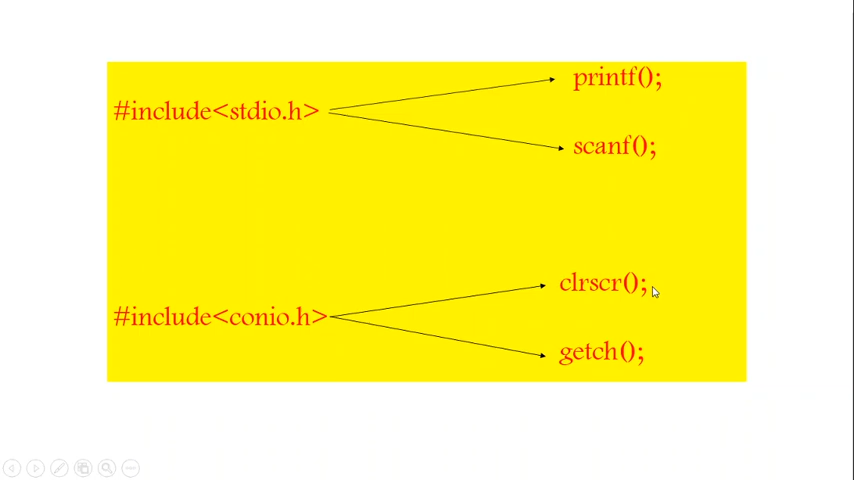 printf();
#include<stdio.h>
scanf();
clrscr();
#include<conio.h>
getch();